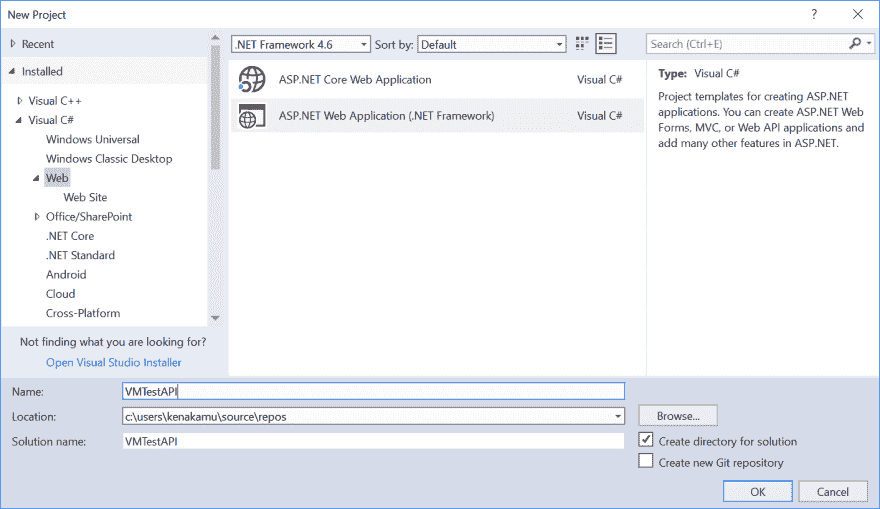 New Project
?
Recent
Installed
Visual C++
Visual C#
Windows Universal
Windows Classic Desktop
Web
Web Site
Office/SharePoint
.NET Core
.NET Standard
Android
Cloud
Cross-Platform
Not finding what you are looking for?
Open Visual Studio Installer
.NET Framework 4.6
Sort by:
Default
ASP.NET Core Web Application
Visual C#
ASP.NET Web Application (.NET Framework)
Visual C#
Search (Ctrl+E)
Type: Visual C#
Project templates for creating ASP.NET
applications. You can create ASP.NET Web
Forms, MVC, or Web API applications and
add many other features in ASP.NET.
Name:
VMTestAPI
Location:
c:\users\kenakamu\source\repos
Browse...
Solution name:
VMTestAPI
Create directory for solution
Create new Git repository
OK
Cancel